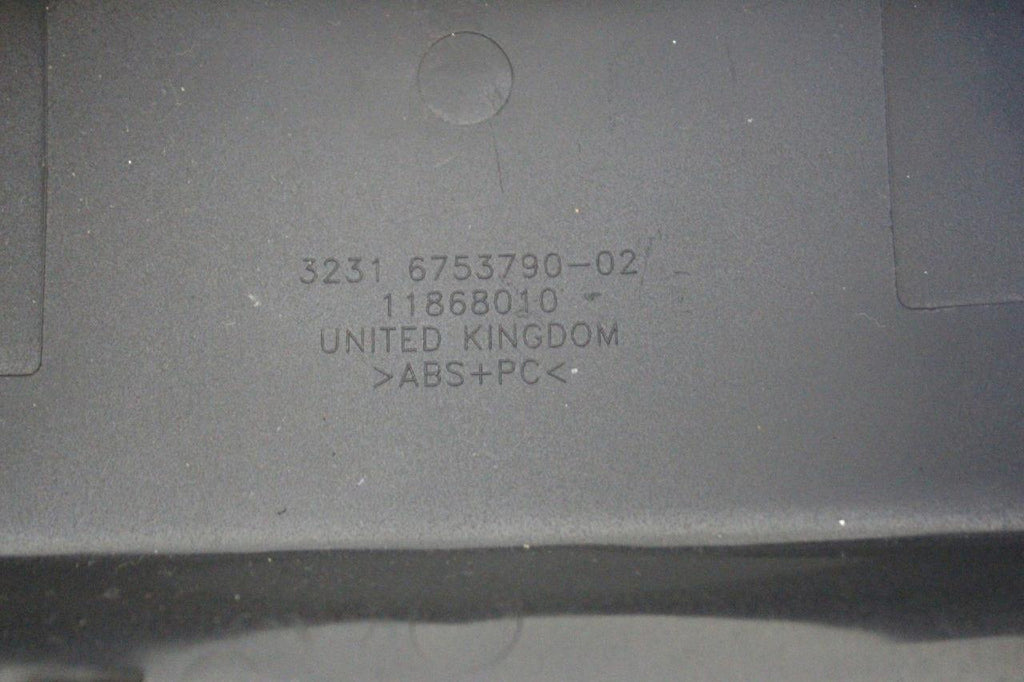 3231 6753790-02
11868010
UNITED KINGDOM
>ABS+PC<